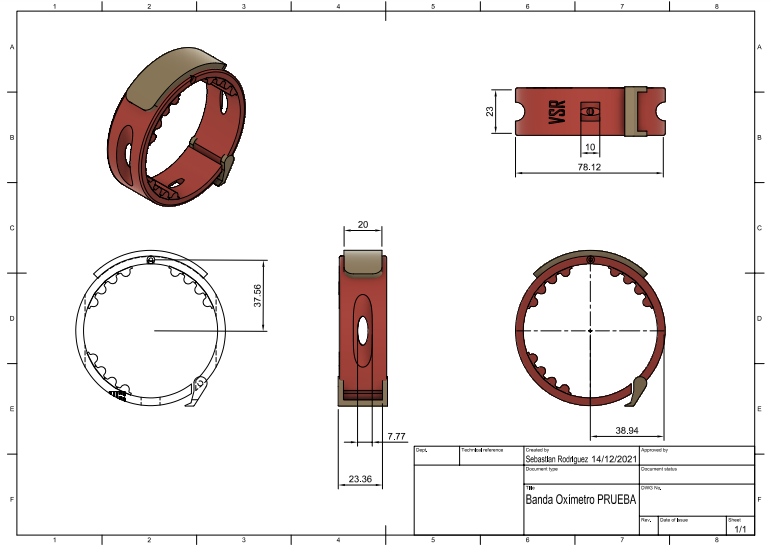 1 2 3 4 5 6 7 8
A A
B B
C C
D D
E E
F F
VSR
23
10
78.12
20
37.56
7.77
23.36
38.94
Dept. Technical reference Created by Approved by
Sebastian Rodriguez 14/12/2021
Document type Document status
Title DWG No.
Banda Oximetro PRUEBA
Rev. Date of issue Sheet
1/1
1 2 3 4 5 6 7 8